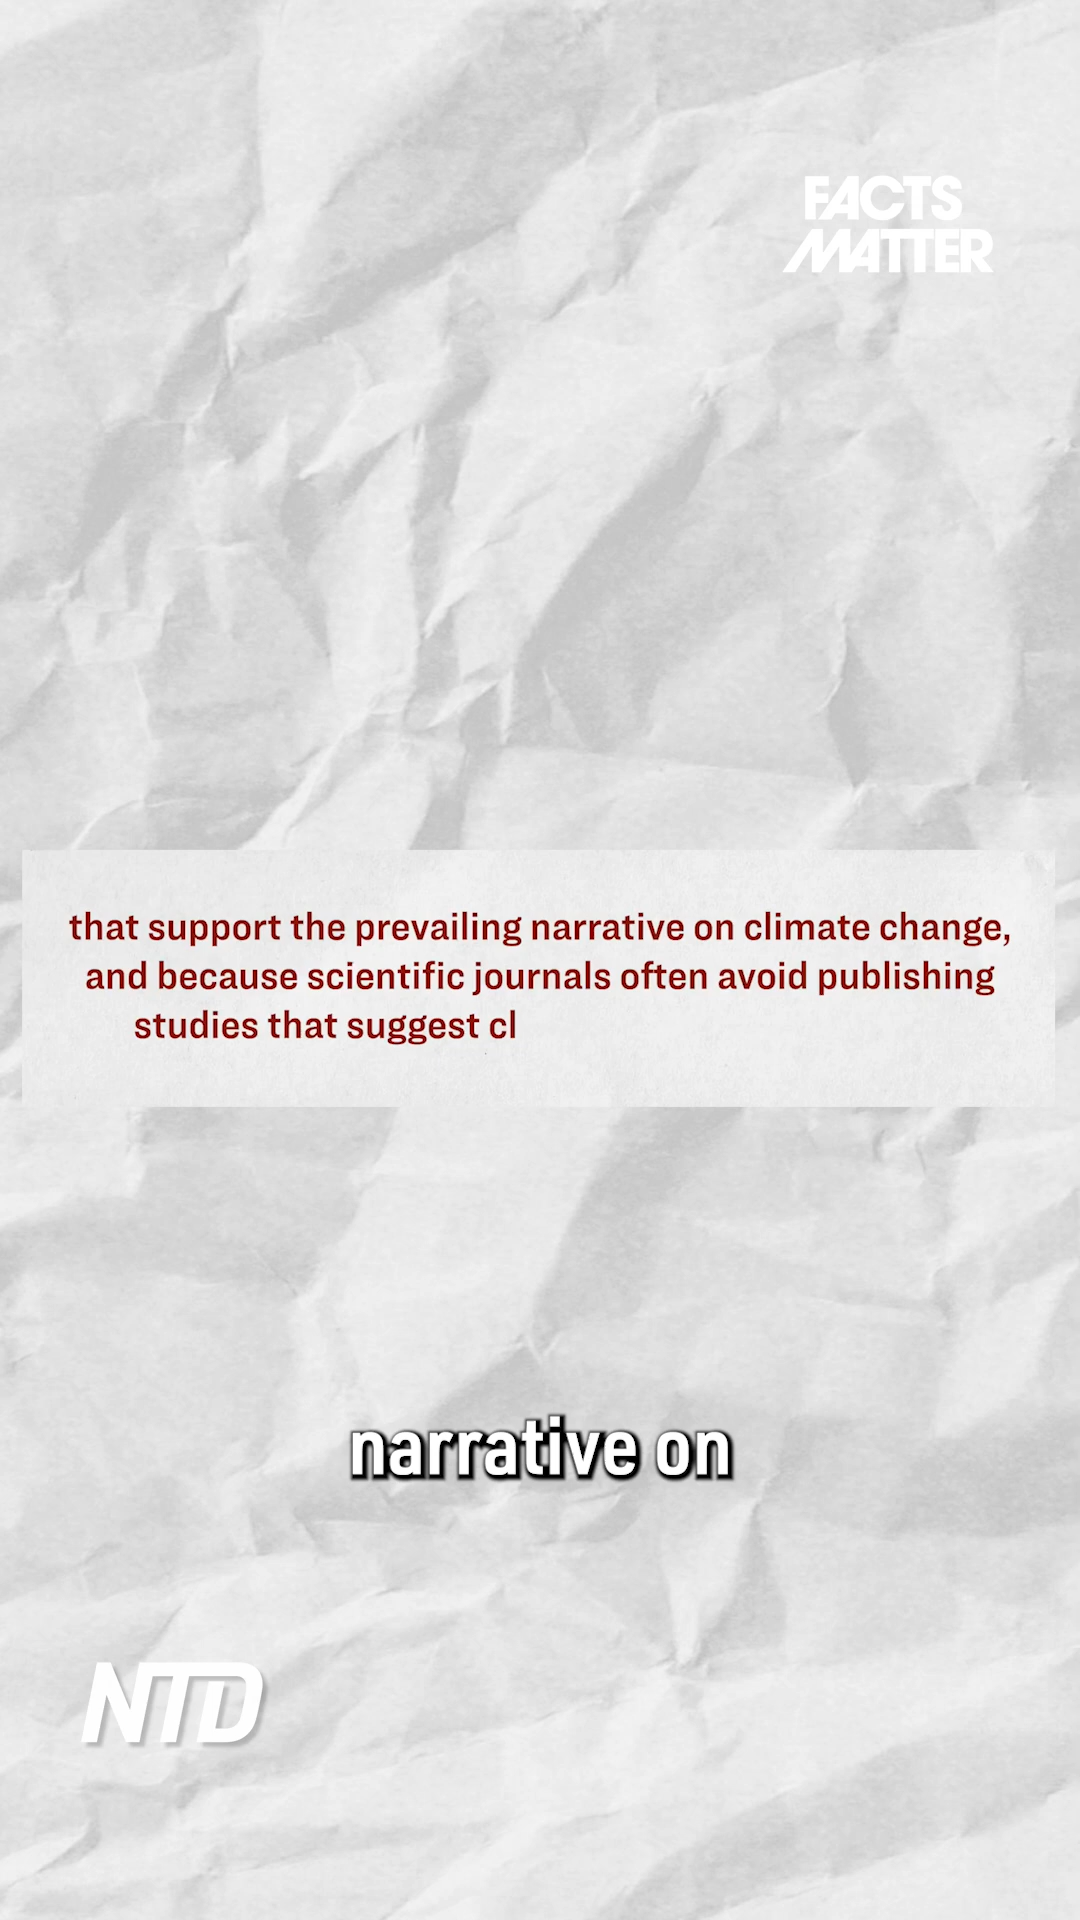 FACTS
MATTER
that support the prevailing narrative on climate change,
and because scientific journals often avoid publishing
studies that suggest cl
narrative on
NTD